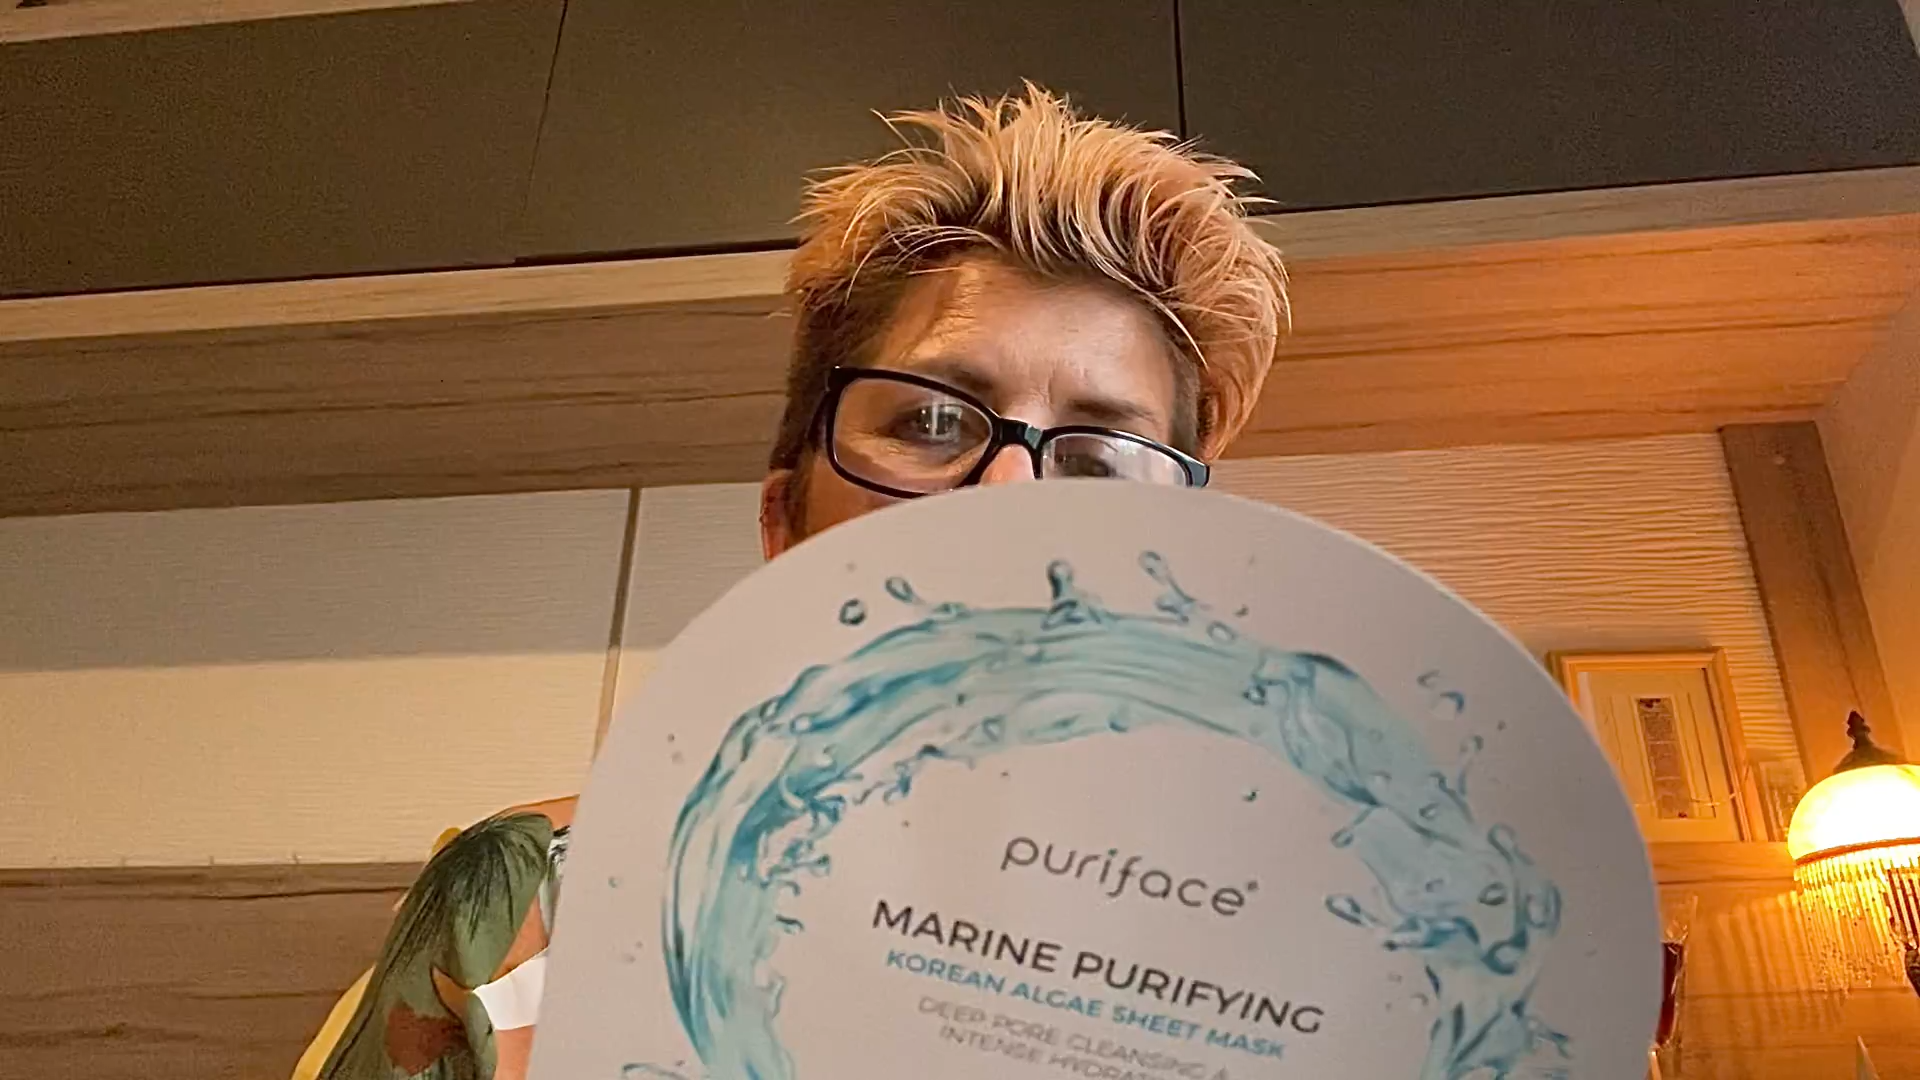 puriface®
MARINE PURIFYING
KOREAN ALGAE SHEET MASK
DEEP PORE CLEANSING &
INTENSE